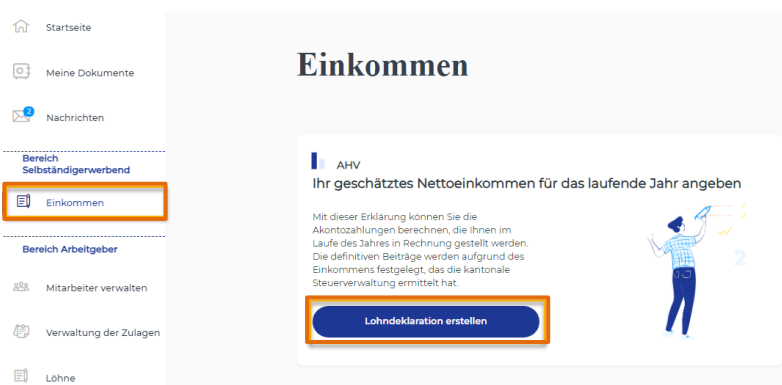 Startseite
Meine Dokumente
2
Nachrichten
Bereich
Selbständigerwerbend
Einkommen
Bereich Arbeitgeber
Mitarbeiter verwalten
Verwaltung der Zulagen
Löhne
Einkommen
AHV
Ihr geschätztes Nettoeinkommen für das laufende Jahr angeben
Mit dieser Erklärung können Sie die
Akontozahlungen berechnen, die Ihnen im
Laufe des Jahres in Rechnung gestellt werden.
Die definitiven Beiträge werden aufgrund des
Einkommens festgelegt, das die kantonale
Steuerverwaltung ermittelt hat.
2
Lohndeklaration erstellen